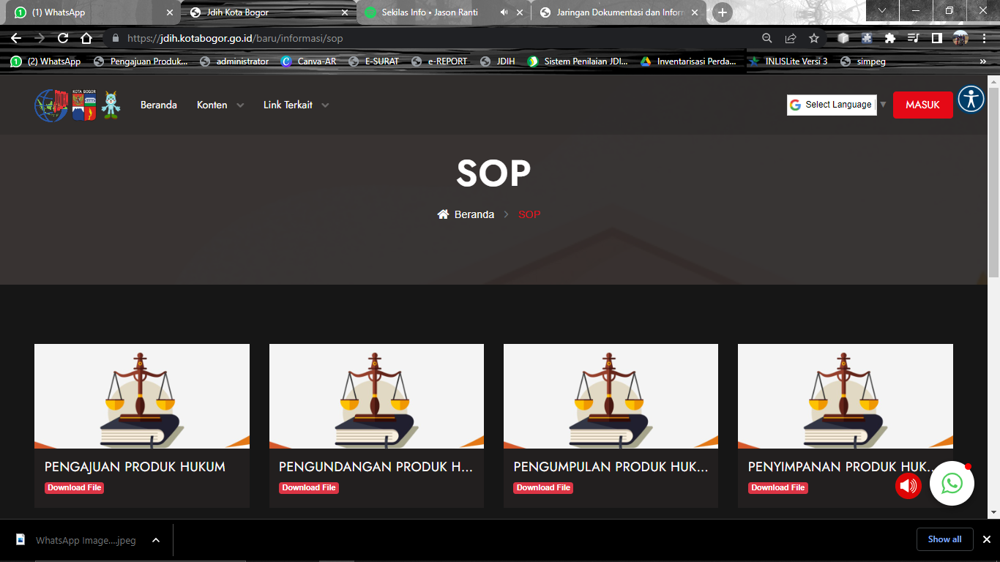 (1) WhatsApp
Jdih Kota Bogor
Sekilas Info • Jason Ranti
Jaringan Dokumentasi dan Inform
https://jdih.kotabogor.go.id/baru/informasi/sop
(2) WhatsApp
Pengajuan Produk...
administrator
Canva-AR
E-SURAT
e-REPORT
JDIH
Sistem Penilaian JDI...
Inventarisasi Perda...
INLISLite Versi 3
simpeg
»
KOTA BOGOR
Beranda
Konten
Link Terkait
Select Language
MASUK
SOP
Beranda
SOP
PENGAJUAN PRODUK HUKUM
Download File
PENGUNDANGAN PRODUK H...
Download File
PENGUMPULAN PRODUK HUK...
Download File
PENYIMPANAN PRODUK HUK...
Download File
WhatsApp Image....jpeg
Show all